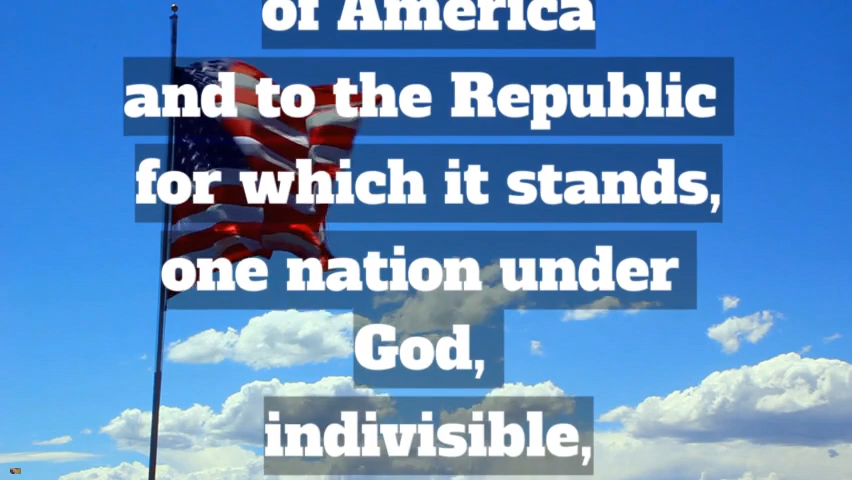 of America
and to the Republic
for which it stands,
one nation under
God,
indivisible,